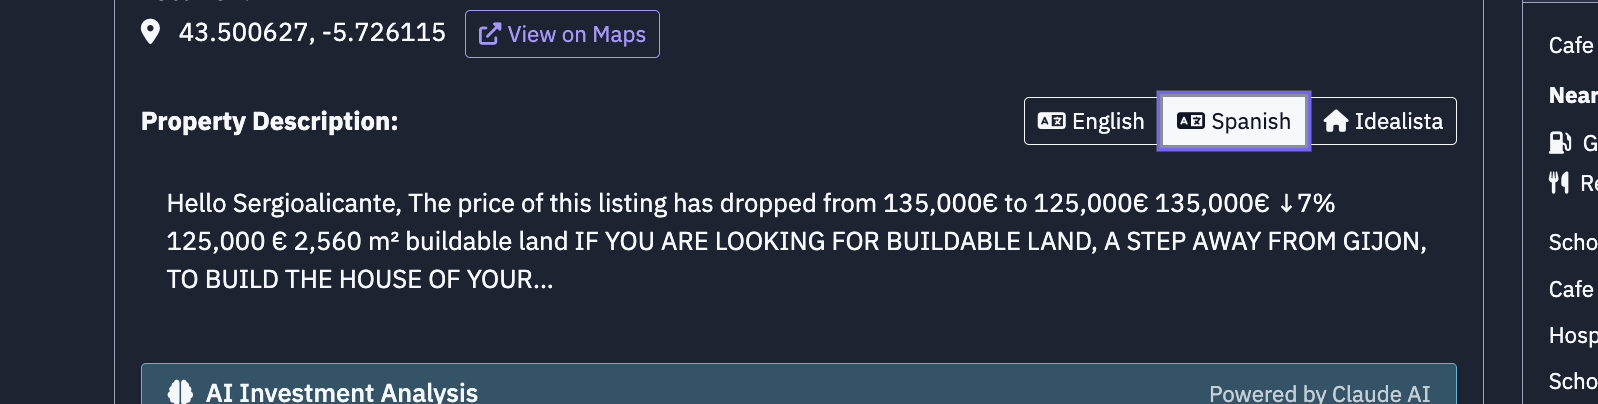 43.500627, -5.726115 View on Maps
Cafe
Property Description:
English Spanish Idealista
Near
G
Re
Hello Sergioalicante, The price of this listing has dropped from 135,000€ to 125,000€ 135,000€ ↓7%
125,000 € 2,560 m² buildable land IF YOU ARE LOOKING FOR BUILDABLE LAND, A STEP AWAY FROM GIJON,
TO BUILD THE HOUSE OF YOUR...
Scho
Cafe
Hosp
Scho
AI Investment Analysis Powered by Claude AI